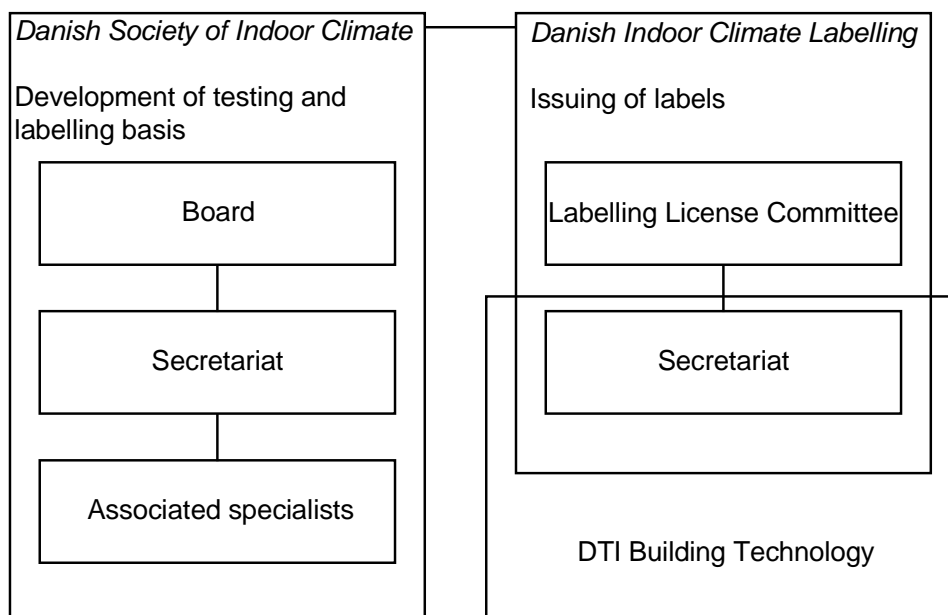 Danish Society of Indoor Climate
Development of testing and
labelling basis
Board
Secretariat
Associated specialists
Danish Indoor Climate Labelling
Issuing of labels
Labelling License Committee
Secretariat
DTI Building Technology